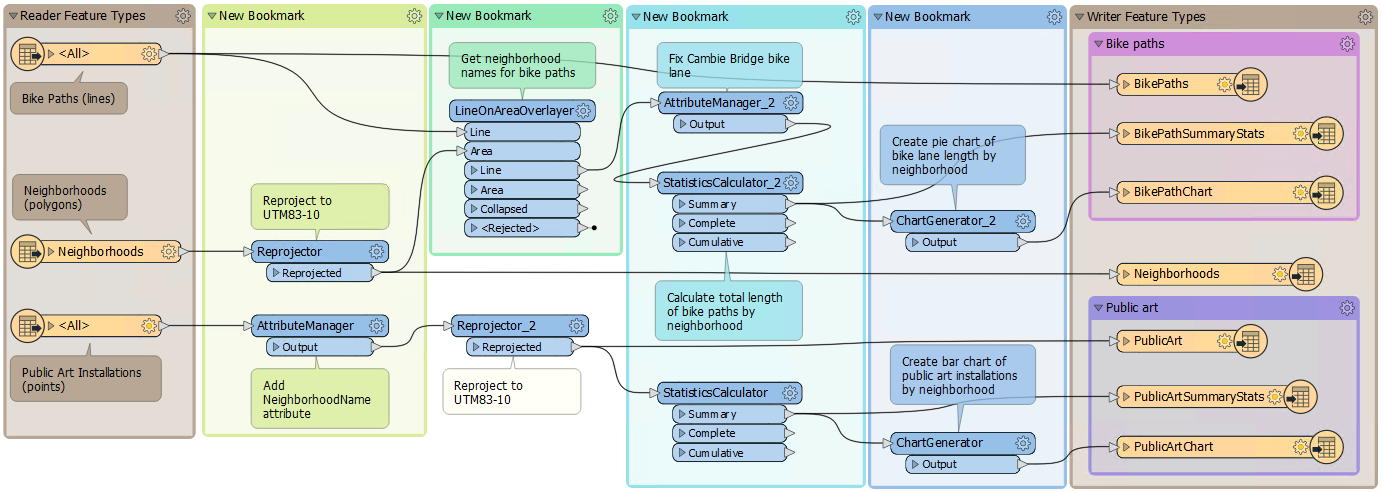 Reader Feature Types
<All>
Bike Paths (lines)
Neighborhoods
(polygons)
Neighborhoods
<All>
Public Art Installations
(points)
New Bookmark
Reproject to
UTM83-10
Reprojector
Reprojected
AttributeManager
Output
Add
NeighborhoodName
attribute
New Bookmark
Get neighborhood
names for bike paths
LineOnAreaOverlayer
Line
Area
Line
Area
Collapsed
<Rejected>
Reprojector_2
Reprojected
Reproject to
UTM83-10
New Bookmark
Fix Cambie Bridge bike
lane
AttributeManager_2
Output
StatisticsCalculator_2
Summary
Complete
Cumulative
Calculate total length
of bike paths by
neighborhood
StatisticsCalculator
Summary
Complete
Cumulative
New Bookmark
Create pie chart of
bike lane length by
neighborhood
ChartGenerator_2
Output
Create bar chart of
public art installations
by neighborhood
ChartGenerator
Output
Writer Feature Types
Bike paths
BikePaths
BikePathSummaryStats
BikePathChart
Neighborhoods
Public art
PublicArt
PublicArtSummaryStats
PublicArtChart